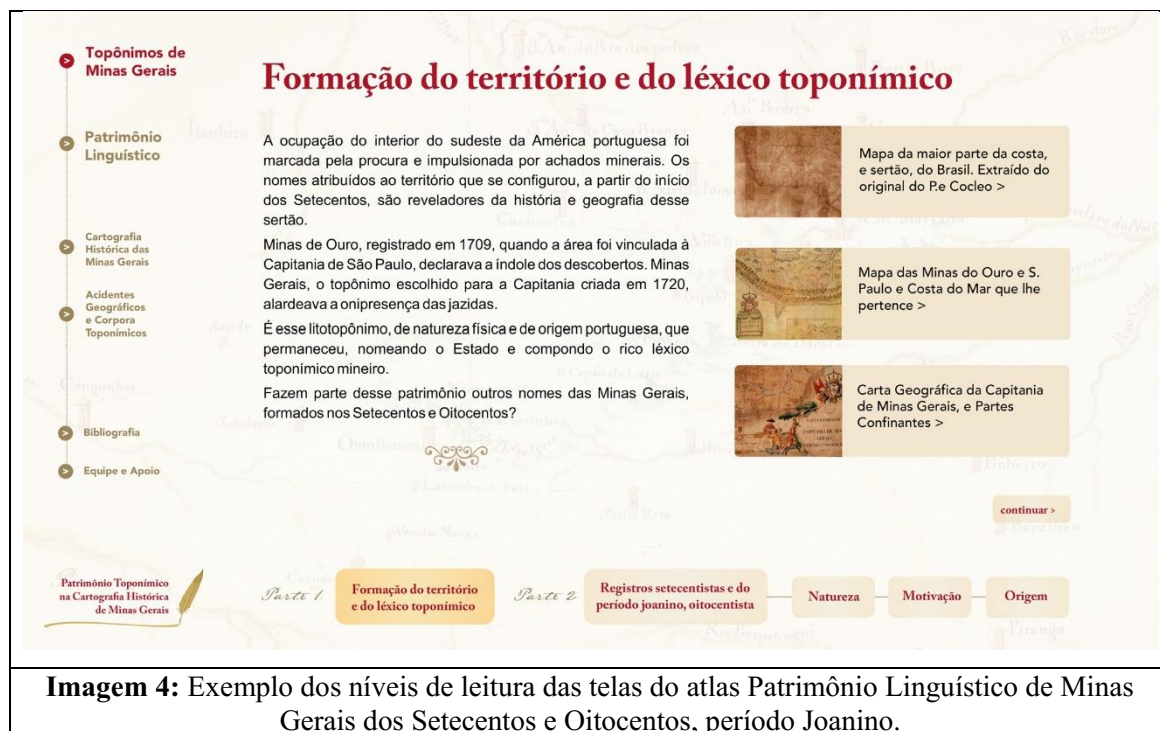 Topônimos de
Minas Gerais
Patrimônio
Linguístico
Cartografia
Histórica das
Minas Gerais
Acidentes
Geográficos
e Corpora
Toponímicos
Bibliografia
Equipe e Apoio
Formação do território e do léxico toponímico
A ocupação do interior do sudeste da América portuguesa foi
marcada pela procura e impulsionada por achados minerais. Os
nomes atribuídos ao território que se configurou, a partir do início
dos Setecentos, são reveladores da história e geografia desse
sertão.
Minas de Ouro, registrado em 1709, quando a área foi vinculada à
Capitania de São Paulo, declarava a índole dos descobertos. Minas
Gerais, o topônimo escolhido para a Capitania criada em 1720,
alardeava a onipresença das jazidas.
É esse litotopônimo, de natureza física e de origem portuguesa, que
permaneceu, nomeando o Estado e compondo o rico léxico
toponímico mineiro.
Fazem parte desse patrimônio outros nomes das Minas Gerais,
formados nos Setecentos e Oitocentos?
Mapa da maior parte da costa,
e sertão, do Brasil. Extraído do
original do P.e Cocleo >
Mapa das Minas do Ouro e S.
Paulo e Costa do Mar que lhe
pertence >
Carta Geográfica da Capitania
de Minas Gerais, e Partes
Confinantes >
continuar >
Patrimônio Toponímico
na Cartografia Histórica
de Minas Gerais
Parte 1
Formação do território
e do léxico toponímico
Parte 2
Registros setecentistas e do
período joanino, oitocentista
Natureza
Motivação
Origem
Imagem 4: Exemplo dos níveis de leitura das telas do atlas Patrimônio Linguístico de Minas
Gerais dos Setecentos e Oitocentos, período Joanino.